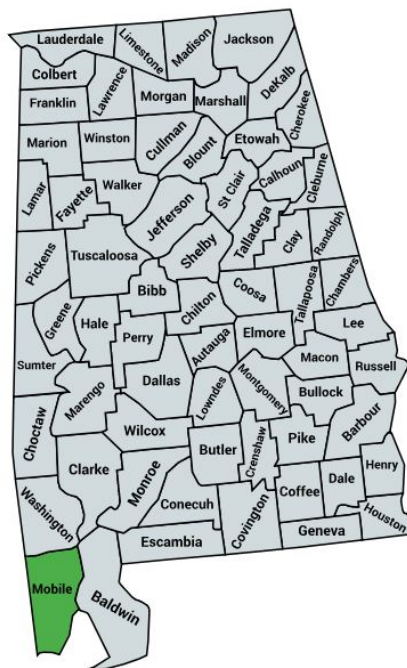 Lauderdale
Limestone
Madison
Jackson
Colbert
Lawrence
Franklin
Morgan
Marshall
DeKalb
Cherokee
Marion
Winston
Cullman
Blount
Etowah
Lamar
Fayette
Walker
Jefferson
St Clair
Calhoun
Cleburne
Pickens
Tuscaloosa
Shelby
Talladega
Clay
Randolph
Greene
Hale
Bibb
Chilton
Coosa
Tallapoosa
Chambers
Sumter
Perry
Autauga
Elmore
Lee
Marengo
Dallas
Lowndes
Montgomery
Macon
Russell
Choctaw
Wilcox
Bullock
Clarke
Monroe
Butler
Crenshaw
Pike
Barbour
Washington
Conecuh
Covington
Coffee
Dale
Henry
Escambia
Geneva
Houston
Mobile
Baldwin